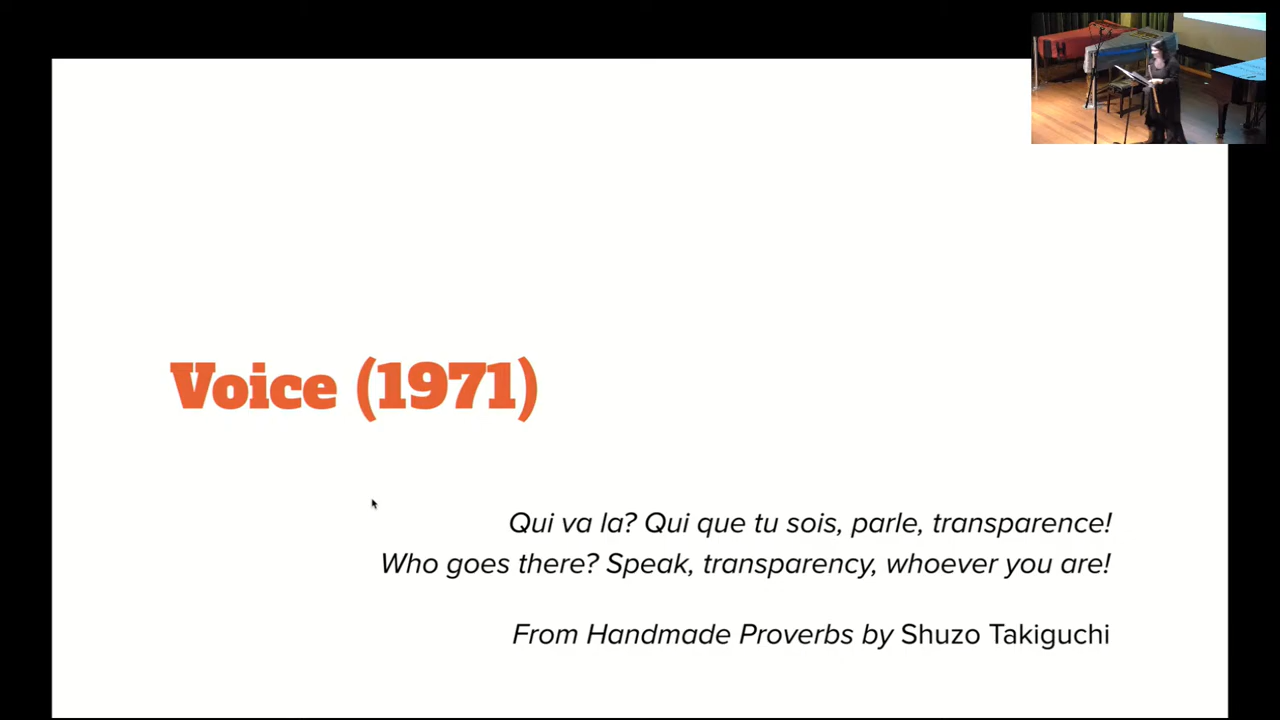 Voice (1971)
Qui va la? Qui que tu sois, parle, transparence!
Who goes there? Speak, transparency, whoever you are!
From Handmade Proverbs by Shuzo Takiguchi